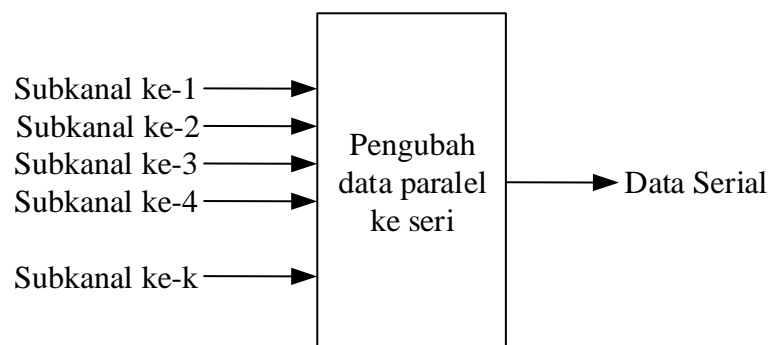 Subkanal ke-1
Subkanal ke-2
Subkanal ke-3
Subkanal ke-4
Subkanal ke-k
Pengubah
data paralel
ke seri
Data Serial